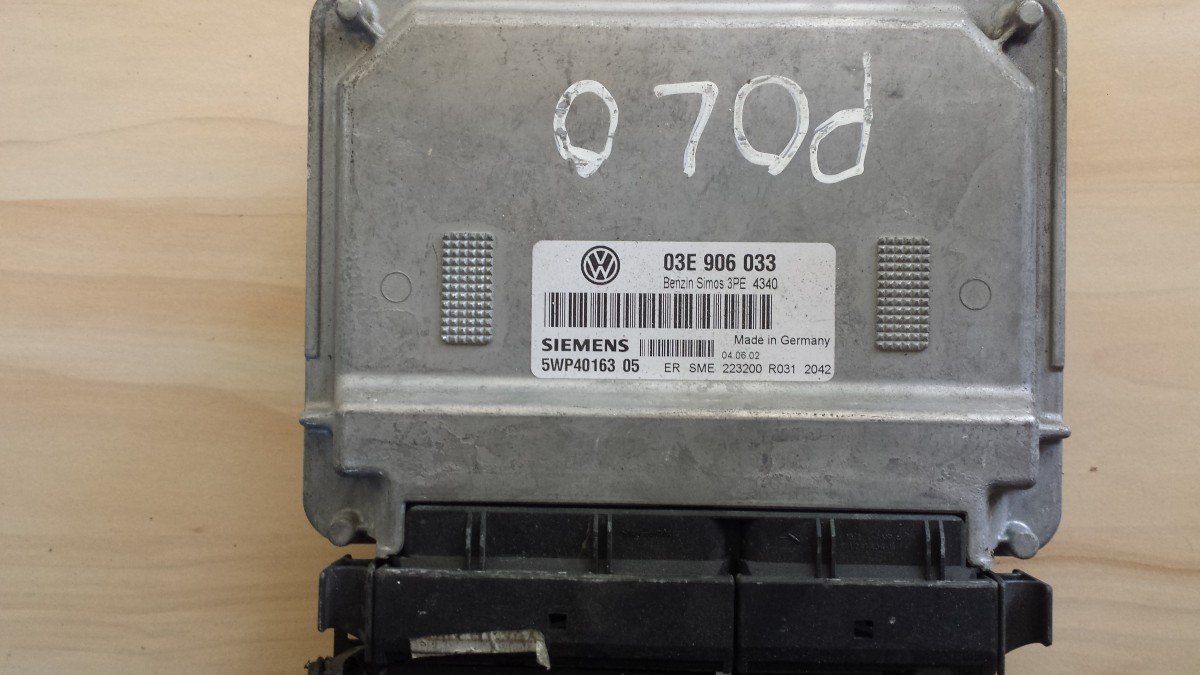 POLO
03E 906 033
Benzin Simos 3PE 4340
Made in Germany
SIEMENS
04.06.02
5WP40163 05 ER SME 223200 R031 2042